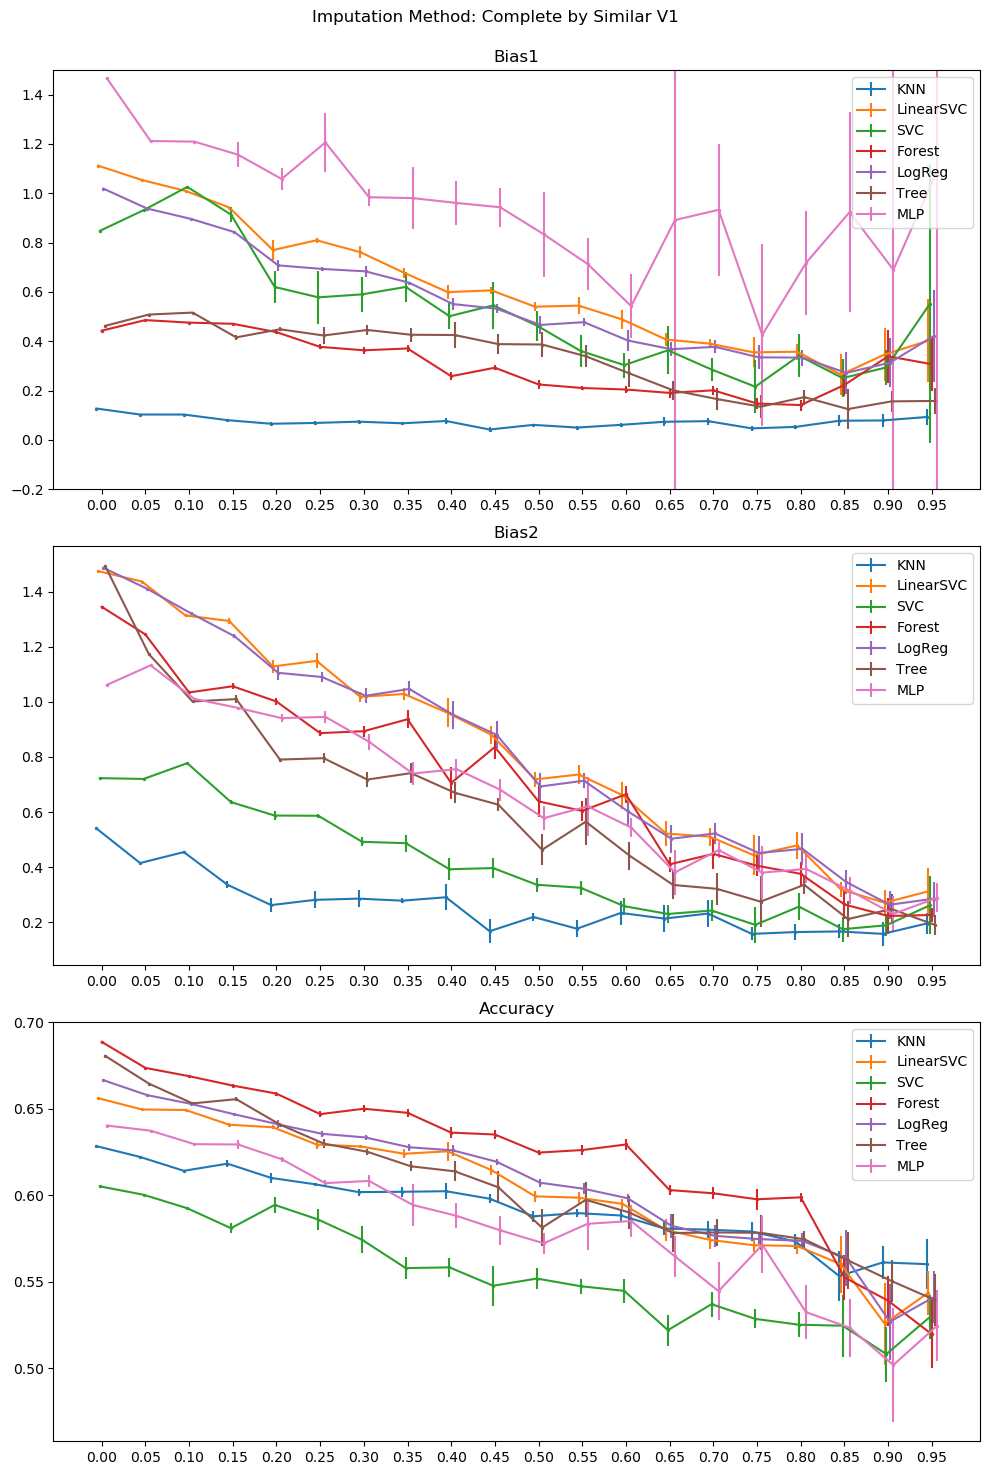 Imputation Method: Complete by Similar V1
Bias1
1.4
1.2
1.0
0.8
0.6
0.4
0.2
0.0
−0.2
KNN
LinearSVC
SVC
Forest
LogReg
Tree
MLP
0.00 0.05 0.10 0.15 0.20 0.25 0.30 0.35 0.40 0.45 0.50 0.55 0.60 0.65 0.70 0.75 0.80 0.85 0.90 0.95
Bias2
1.4
1.2
1.0
0.8
0.6
0.4
0.2
KNN
LinearSVC
SVC
Forest
LogReg
Tree
MLP
0.00 0.05 0.10 0.15 0.20 0.25 0.30 0.35 0.40 0.45 0.50 0.55 0.60 0.65 0.70 0.75 0.80 0.85 0.90 0.95
Accuracy
0.70
0.65
0.60
0.55
0.50
KNN
LinearSVC
SVC
Forest
LogReg
Tree
MLP
0.00 0.05 0.10 0.15 0.20 0.25 0.30 0.35 0.40 0.45 0.50 0.55 0.60 0.65 0.70 0.75 0.80 0.85 0.90 0.95